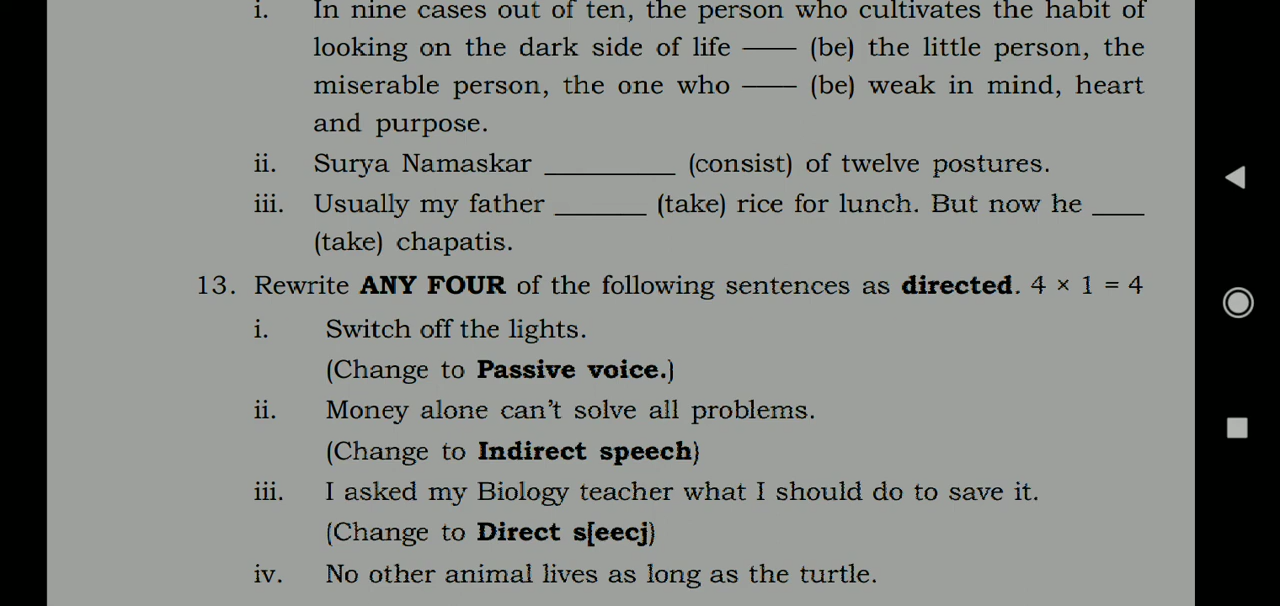 i. In nine cases out of ten, the person who cultivates the habit of
looking on the dark side of life —— (be) the little person, the
miserable person, the one who —— (be) weak in mind, heart
and purpose.
ii. Surya Namaskar __________ (consist) of twelve postures.
iii. Usually my father _______ (take) rice for lunch. But now he ____
(take) chapatis.
13. Rewrite ANY FOUR of the following sentences as directed. 4 × 1 = 4
i. Switch off the lights.
(Change to Passive voice.)
ii. Money alone can't solve all problems.
(Change to Indirect speech)
iii. I asked my Biology teacher what I should do to save it.
(Change to Direct s[eecj)
iv. No other animal lives as long as the turtle.